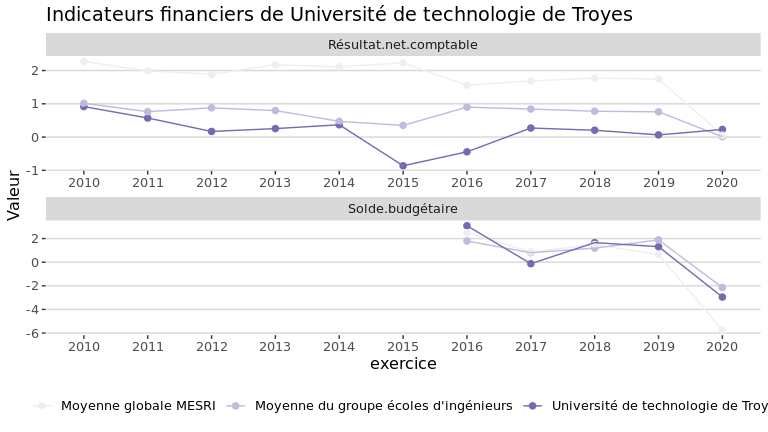 Indicateurs financiers de Université de technologie de Troyes
Résultat.net.comptable
2
1
0
-1
2010 2011 2012 2013 2014 2015 2016 2017 2018 2019 2020
Valeur
Solde.budgétaire
2
0
-2
-4
-6
2010 2011 2012 2013 2014 2015 2016 2017 2018 2019 2020
exercice
Moyenne globale MESRI Moyenne du groupe écoles d'ingénieurs Université de technologie de Troy